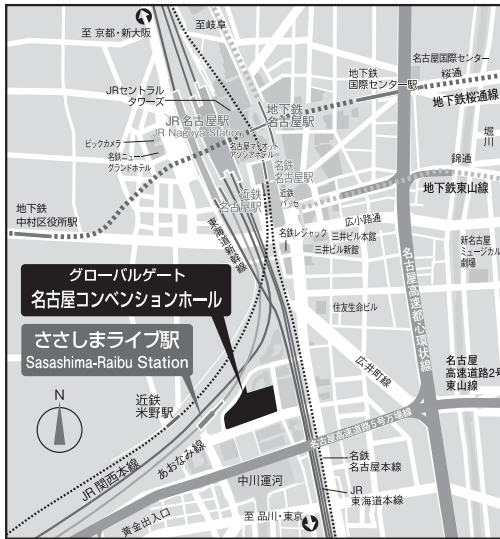 至 京都・新大阪
至岐阜
JRセントラル
タワーズ
地下鉄
国際センター駅
名古屋国際センター
桜通
地下鉄桜通線
地下鉄
名古屋駅
JR名古屋駅
JR Nagoya Station
名古屋マリオット
アソシアホテル
ビックカメラ
名鉄ニュー
グランドホテル
堀
川
錦通
地下鉄東山線
名鉄
名古屋駅
近鉄
名古屋駅
近鉄
パッセ
地下鉄
中村区役所駅
東海道新幹線
広小路通
名鉄レジャック
三井ビル本館
三井ビル新館
新名古屋
ミュージカル
劇場
名古屋高速都心環状線
グローバルゲート
名古屋コンベンションホール
住友生命ビル
ささしまライブ駅
Sasashima-Raibu Station
広井町線
名古屋
高速道路2号
東山線
N
近鉄
米野駅
名古屋高速道路5号万場線
あおなみ線
JR関西本線
中川運河
名鉄
名古屋本線
JR
東海道本線
黄金出入口
至 品川・東京